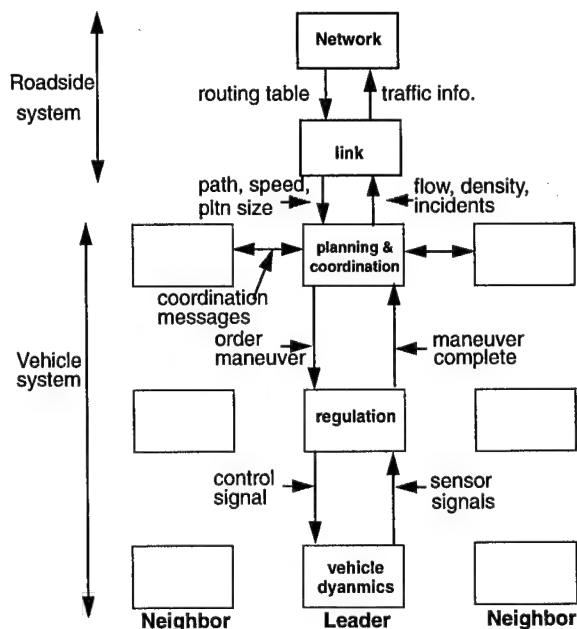 Network
Roadside
system
routing table
traffic info.
link
path, speed,
pltn size
flow, density,
incidents
planning &
coordination
coordination
messages
order
maneuver
maneuver
complete
Vehicle
system
regulation
control
signal
sensor
signals
vehicle
dyanmics
Neighbor
Leader
Neighbor